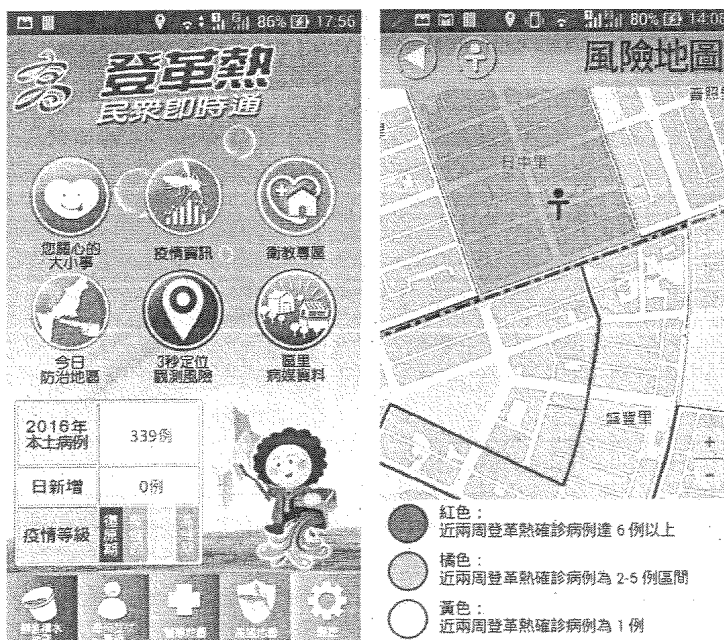 86% 17:56
登革熱
民眾即時通
您關心的
大小事
疫情資訊
衛教專區
今日
防治地區
3秒定位
觀測風險
區里
病媒資料
2016年
本土病例
339例
日新增
0例
疫情等級
80% 14:0
風險地圖
日中里
盛豐里
+
-
紅色：
近兩周登革熱確診病例達 6 例以上
橘色：
近兩周登革熱確診病例為 2-5 例區間
黃色：
近兩周登革熱確診病例為 1 例